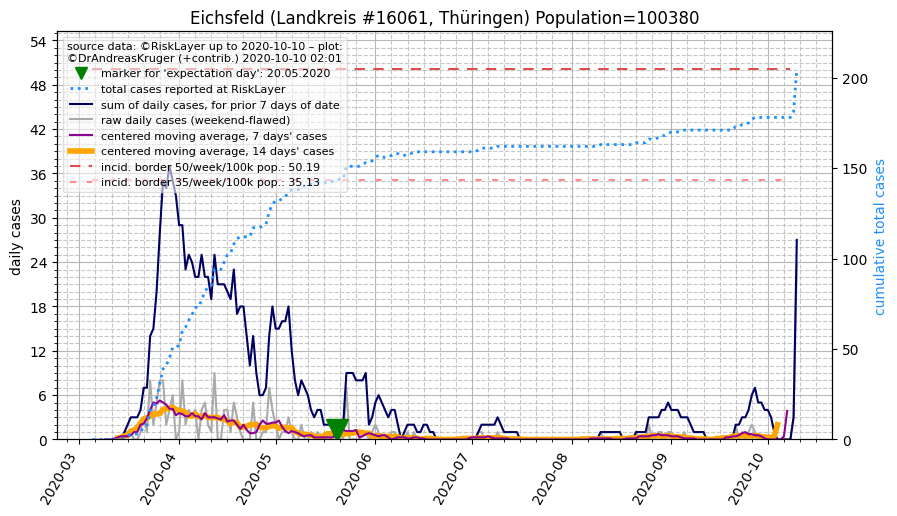 Eichsfeld (Landkreis #16061, Thüringen) Population=100380
source data: ©RiskLayer up to 2020-10-10 – plot:
©DrAndreasKruger (+contrib.) 2020-10-10 02:01
marker for 'expectation day': 20.05.2020
total cases reported at RiskLayer
sum of daily cases, for prior 7 days of date
raw daily cases (weekend-flawed)
centered moving average, 7 days' cases
centered moving average, 14 days' cases
incid. border 50/week/100k pop.: 50.19
incid. border 35/week/100k pop.: 35.13
daily cases
54
48
42
36
30
24
18
12
6
0
cumulative total cases
200
150
100
50
0
2020-03
2020-04
2020-05
2020-06
2020-07
2020-08
2020-09
2020-10